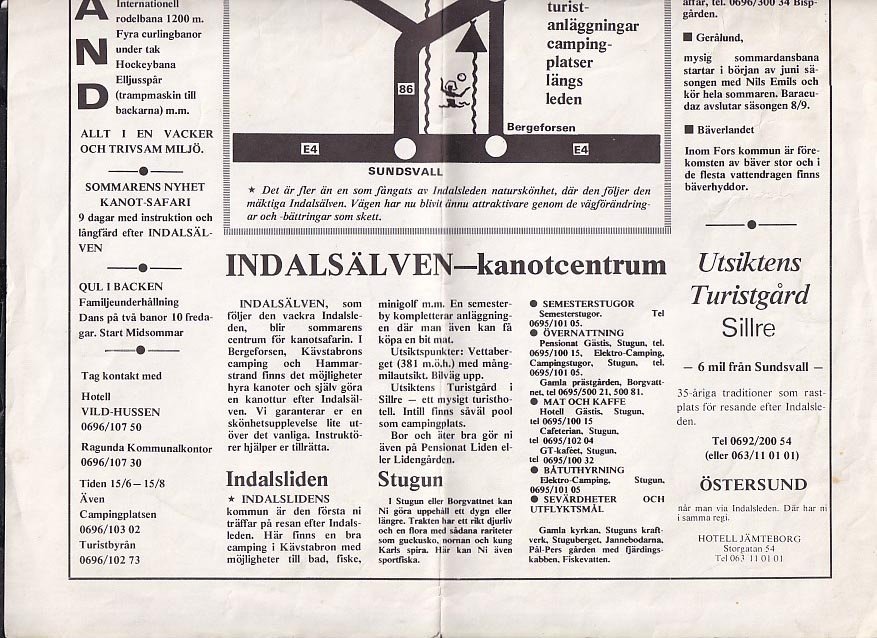 A
N
D
Internationell
rodelbana 1200 m.
Fyra curlingbanor
under tak
Hockeybana
Elljusspår
(trampmaskin till
backarna) m.m.
ALLT I EN VACKER
OCH TRIVSAM MILJÖ.
SOMMARENS NYHET
KANOT-SAFARI
9 dagar med instruktion och
långfärd efter INDALSÄL-
VEN
QUL I BACKEN
Familjeunderhållning
Dans på två banor 10 freda-
gar. Start Midsommar
Tag kontakt med
Hotell
VILD-HUSSEN
0696/107 50
Ragunda Kommunalkontor
0696/107 30
Tiden 15/6 — 15/8
Även
Campingplatsen
0696/103 02
Turistbyrån
0696/102 73
turist-
anläggningar
camping-
platser
längs
leden
86
Bergeforsen
E4
E4
SUNDSVALL
★ Det är fler än en som fångats av Indalsleden naturskönhet, där den följer den
mäktiga Indalsälven. Vägen har nu blivit ännu attraktivare genom de vägförändring-
ar och -bättringar som skett.
INDALSÄLVEN—kanotcentrum
INDALSÄLVEN, som
följer den vackra Indalsle-
den, blir sommarens
centrum för kanotsafarin. I
Bergeforsen, Kävstabrons
camping och Hammar-
strand finns det möjligheter
hyra kanoter och själv göra
en kanottur efter Indalsäl-
ven. Vi garanterar er en
skönhetsupplevelse lite ut-
över det vanliga. Instruktö-
rer hjälper er tillrätta.
Indalsliden
★ INDALSLIDENS
kommun är den första ni
träffar på resan efter Indals-
leden. Här finns en bra
camping i Kävstabron med
möjligheter till bad, fiske,
minigolf m.m. En semester-
by kompletterar anläggning-
en där man även kan få
köpa en bit mat.
Utsiktspunkter: Vettaber-
get (381 m.ö.h.) med mång-
milautsikt. Bilväg upp.
Utsiktens Turistgård i
Sillre — ett mysigt turistho-
tell. Intill finns såväl pool
som campingplats.
Bor och äter bra gör ni
även på Pensionat Liden el-
ler Lidengården.
Stugun
I Stugun eller Borgvattnet kan
Ni göra uppehåll ett dygn eller
längre. Trakten har ett rikt djurliv
och en flora med sådana rariteter
som guckusko, nornan och kung
Karls spira. Här kan Ni även
sportfiska.
● SEMESTERSTUGOR
Semesterstugor. Tel
0695/101 05.
● ÖVERNATTNING
Pensionat Gästis, Stugun, tel.
0695/100 15, Elektro-Camping,
Campingstugor, Stugun, tel.
0695/101 05.
Gamla prästgården, Borgvatt-
net, tel 0695/500 21, 500 81.
● MAT OCH KAFFE
Hotell Gästis, Stugun,
tel 0695/100 15
Cafeterian, Stugun,
tel 0695/102 04
GT-kaféet, Stugun,
tel 0695/100 32
● BÅTUTHYRNING
Elektro-Camping, Stugun,
0695/101 05
● SEVÄRDHETER OCH
UTFLYKTSMÅL
Gamla kyrkan, Stuguns kraft-
verk, Stuguberget, Jannebodarna,
Pål-Pers gården med fjärdings-
kabben, Fiskevatten.
affär, tel. 0696/300 34 Bisp-
gården.
■ Gerålund,
mysig sommardansbana
startar i början av juni sä-
songen med Nils Emils och
kör hela sommaren. Baracu-
daz avslutar säsongen 8/9.
■ Bäverlandet
Inom Fors kommun är före-
komsten av bäver stor och i
de flesta vattendragen finns
bäverhyddor.
Utsiktens
Turistgård
Sillre
— 6 mil från Sundsvall —
35-åriga traditioner som rast-
plats för resande efter Indalsle-
den.
Tel 0692/200 54
(eller 063/11 01 01)
ÖSTERSUND
når man via Indalsleden. Där har ni
i samma regi.
HOTELL JÄMTEBORG
Storgatan 54
Tel 063 11 01 01